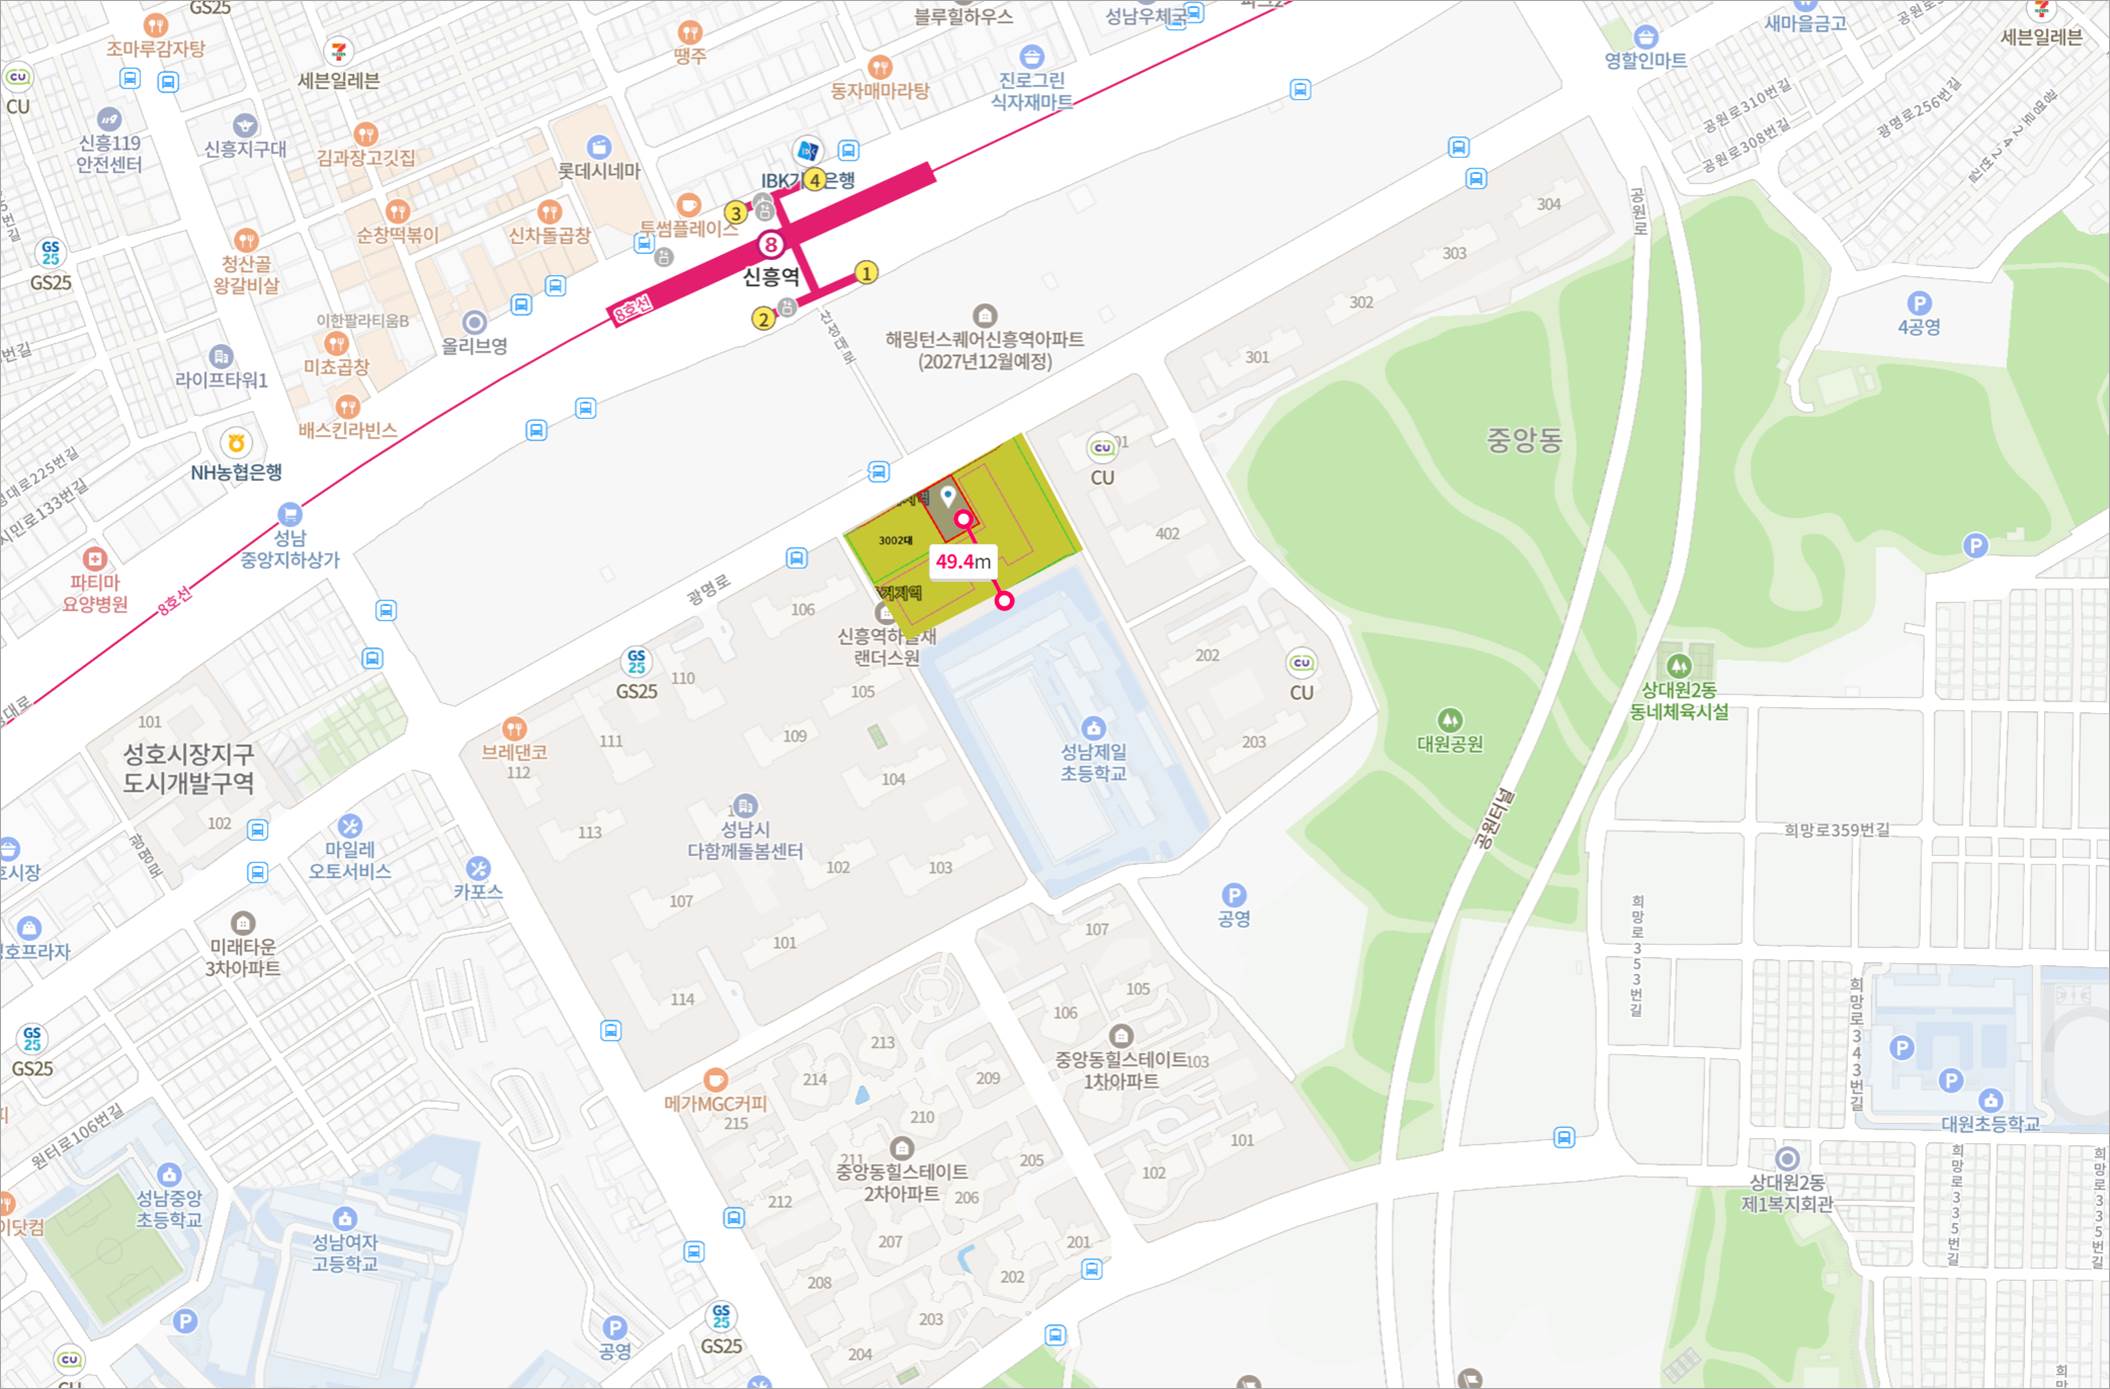 GS25
조마루감자탕
세븐일레븐
CU
신흥119
안전센터
신흥지구대
김과장고깃집
롯데시네마
땡주
블루힐하우스
성남우체국
동자매마라탕
진로그린
식자재마트
영할인마트
새마을금고
세븐일레븐
공원로310번길
공원로308번길
광명로256번길
4
3
투썸플레이스
8
신흥역
8호선
1
2
GS
25
GS25
청산골
왕갈비살
순창떡볶이
신차돌곱창
이한팔라티움B
미쵸곱창
올리브영
라이프타워1
배스킨라빈스
NH농협은행
성남
중앙지하상가
파티마
요양병원
8호선
해링턴스퀘어신흥역아파트
(2027년12월예정)
301
302
303
304
공원로
P
4공영
중앙동
CU
402
3002대
49.4m
광명로
106
신흥역하늘채
랜더스원
GS
25
GS25
110
105
111
109
104
브레댄코
112
113
성남시
다함께돌봄센터
102
103
107
101
114
성남제일
초등학교
202
CU
203
대원공원
상대원2동
동네체육시설
공원터널
P
희망로359번길
희망로353번길
희망로343번길
성호시장지구
도시개발구역
101
102
마일레
오토서비스
카포스
미래타운
3차아파트
GS
25
GS25
P
공영
107
105
106
중앙동힐스테이트
1차아파트
103
101
102
213
214
209
210
메가MGC커피
215
211
중앙동힐스테이트
2차아파트
205
206
212
207
208
201
202
203
204
GS
25
GS25
P
공영
원터로106번길
성남중앙
초등학교
성남여자
고등학교
P
P
P
대원초등학교
상대원2동
제1복지회관
희망로335번길
희망로335번길